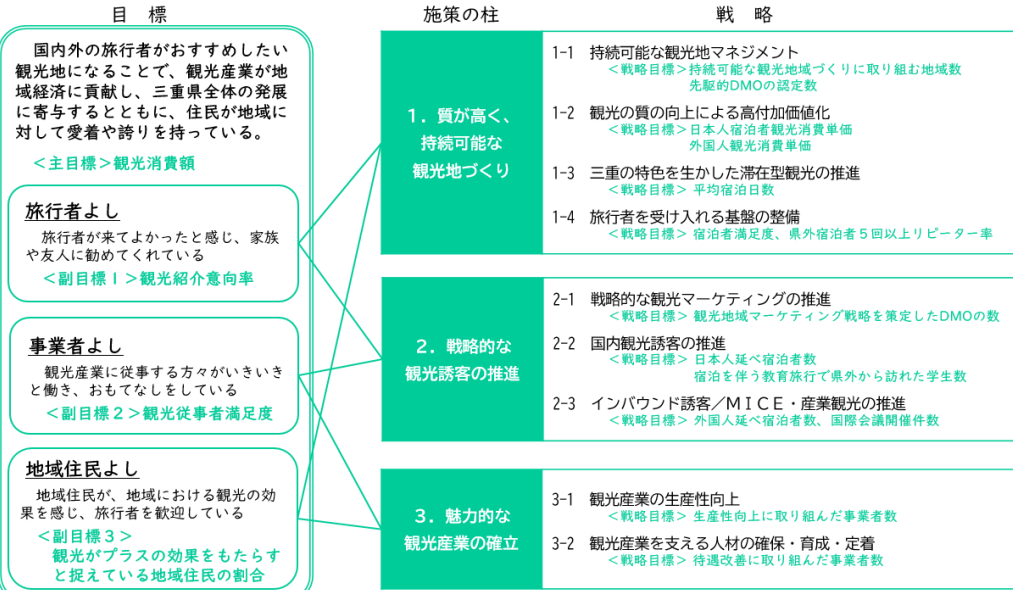 目　標
国内外の旅行者がおすすめしたい
観光地になることで、観光産業が地
域経済に貢献し、三重県全体の発展
に寄与するとともに、住民が地域に
対して愛着や誇りを持っている。
＜主目標＞観光消費額
旅行者よし
旅行者が来てよかったと感じ、家族
や友人に勧めてくれている
＜副目標１＞観光紹介意向率
事業者よし
観光産業に従事する方々がいきいき
と働き、おもてなしをしている
＜副目標２＞観光従事者満足度
地域住民よし
地域住民が、地域における観光の効
果を感じ、旅行者を歓迎している
＜副目標３＞
観光がプラスの効果をもたらす
と捉えている地域住民の割合
施策の柱
１．質が高く、
持続可能な
観光地づくり
２．戦略的な
観光誘客の推進
３．魅力的な
観光産業の確立
戦　略
1-1　持続可能な観光地マネジメント
＜戦略目標＞持続可能な観光地域づくりに取り組む地域数
先駆的DMOの認定数
1-2　観光の質の向上による高付加価値化
＜戦略目標＞日本人宿泊者観光消費単価
外国人観光消費単価
1-3　三重の特色を生かした滞在型観光の推進
＜戦略目標＞ 平均宿泊日数
1-4　旅行者を受け入れる基盤の整備
＜戦略目標＞ 宿泊者満足度、県外宿泊者５回以上リピーター率
2-1　戦略的な観光マーケティングの推進
＜戦略目標＞ 観光地域マーケティング戦略を策定したDMOの数
2-2　国内観光誘客の推進
＜戦略目標＞ 日本人延べ宿泊者数
宿泊を伴う教育旅行で県外から訪れた学生数
2-3　インバウンド誘客／ＭＩＣＥ・産業観光の推進
＜戦略目標＞ 外国人延べ宿泊者数、国際会議開催件数
3-1　観光産業の生産性向上
＜戦略目標＞ 生産性向上に取り組んだ事業者数
3-2　観光産業を支える人材の確保・育成・定着
＜戦略目標＞ 待遇改善に取り組んだ事業者数